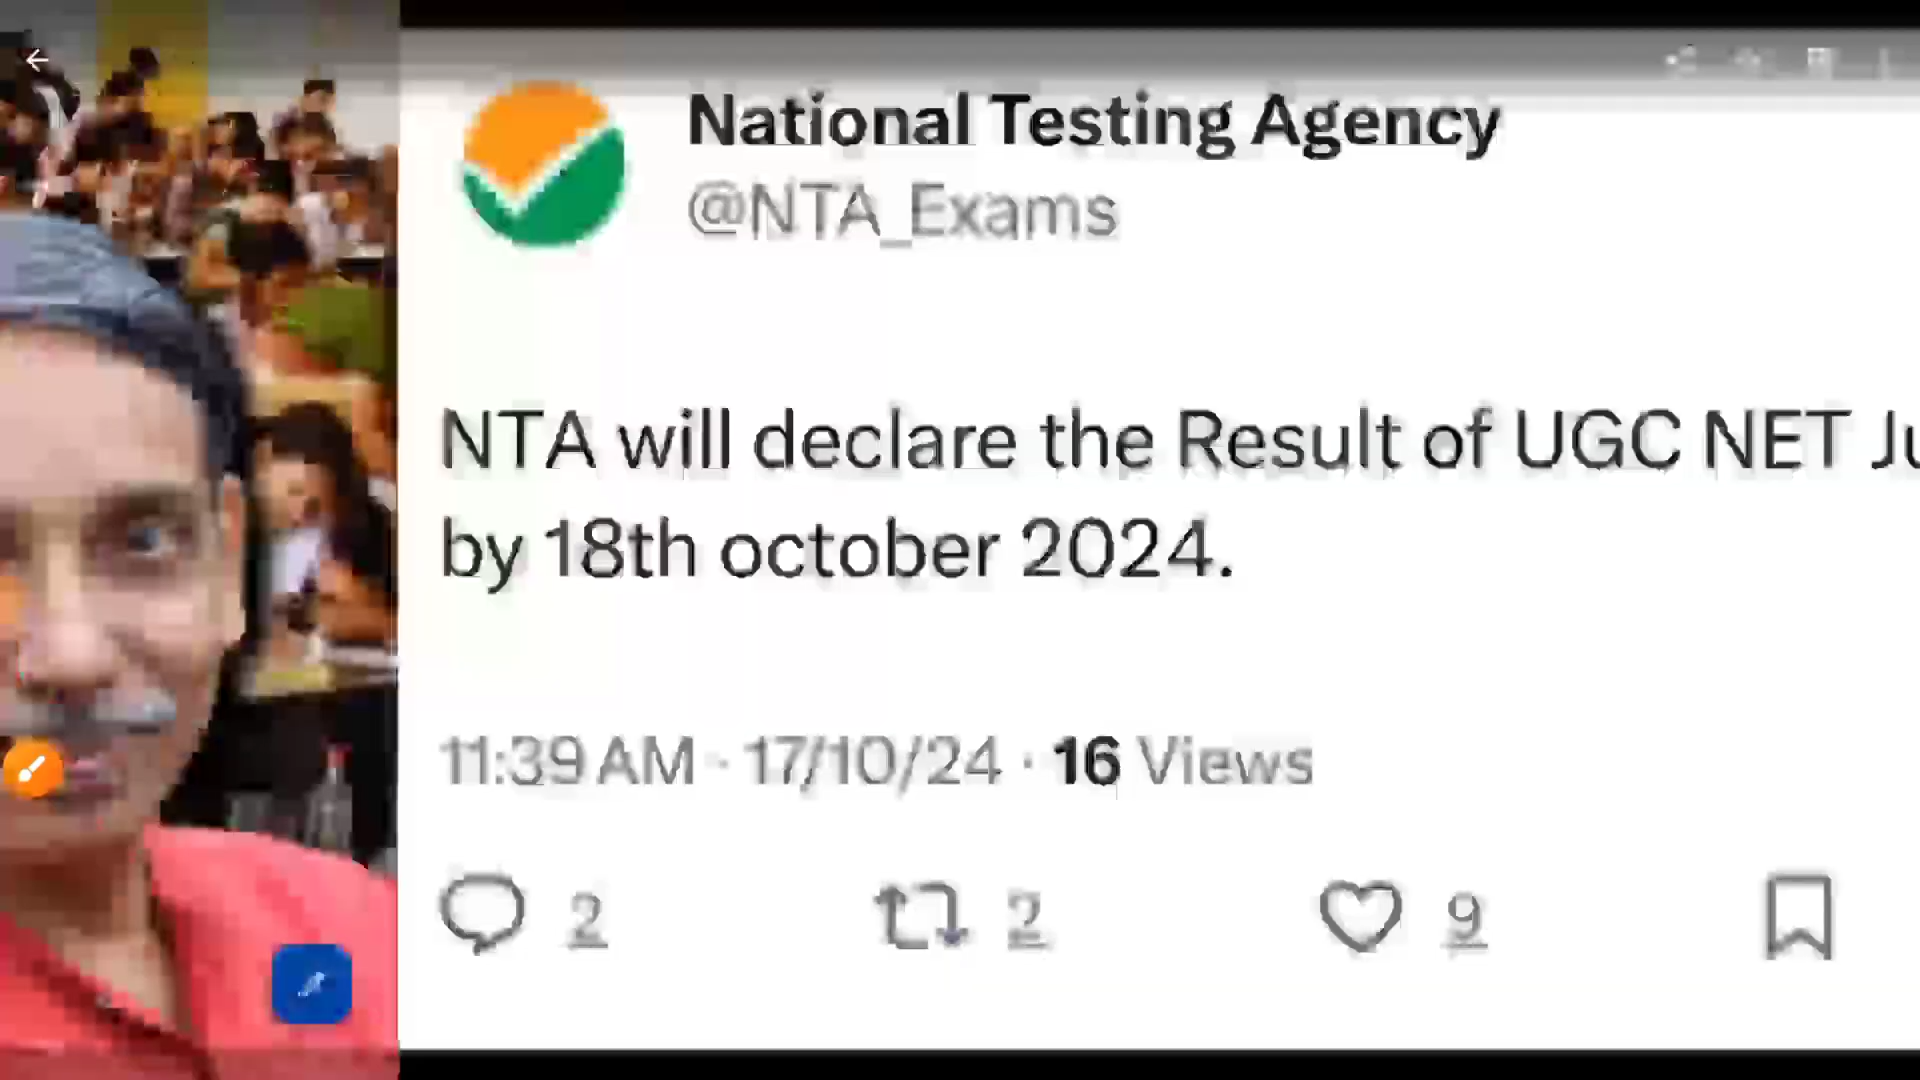 National Testing Agency
@NTA_Exams
NTA will declare the Result of UGC NET Ju
by 18th october 2024.
11:39 AM · 17/10/24 · 16 Views
2 2 9